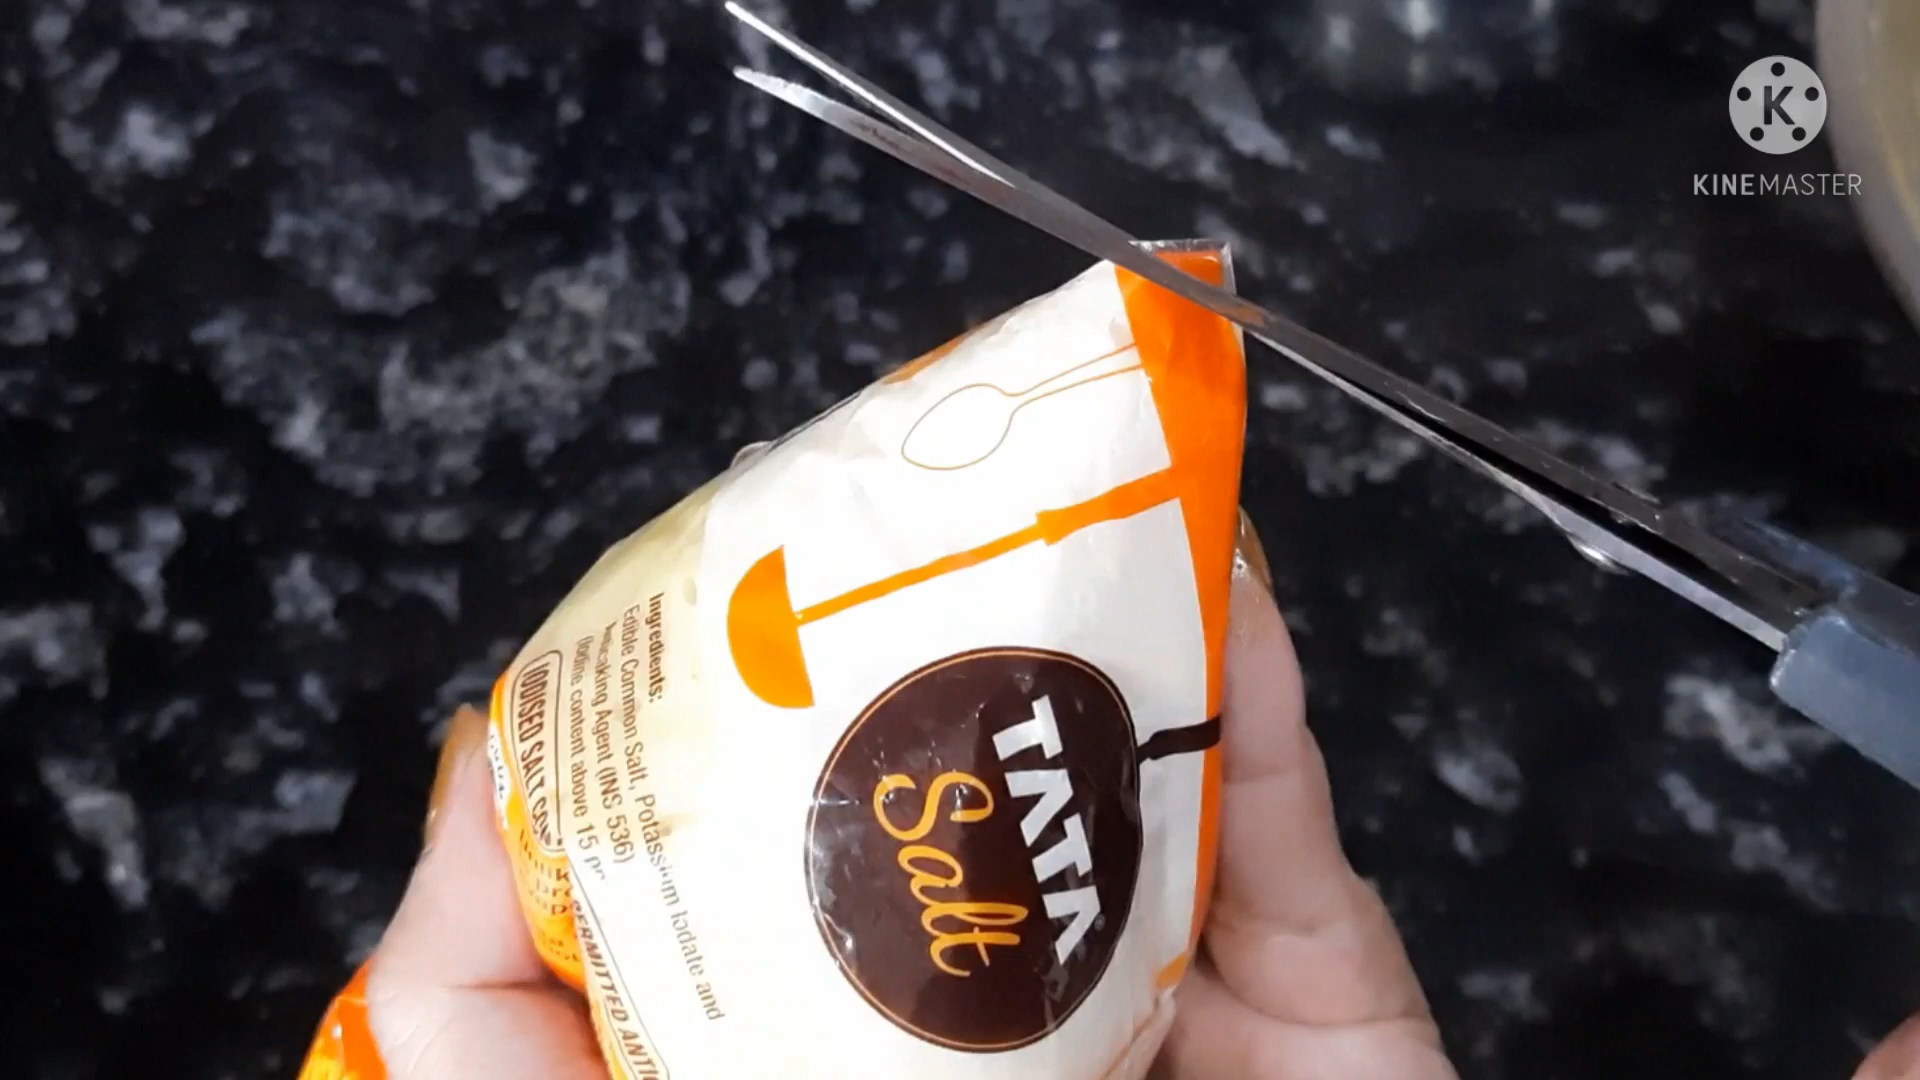 K
KINEMASTER
TATA
Salt
Ingredients:
Edible Common Salt, Potassium Iodate and
Anticaking Agent (INS 536)
(Iodine content above 15
IODISED SALT
PERMITTED